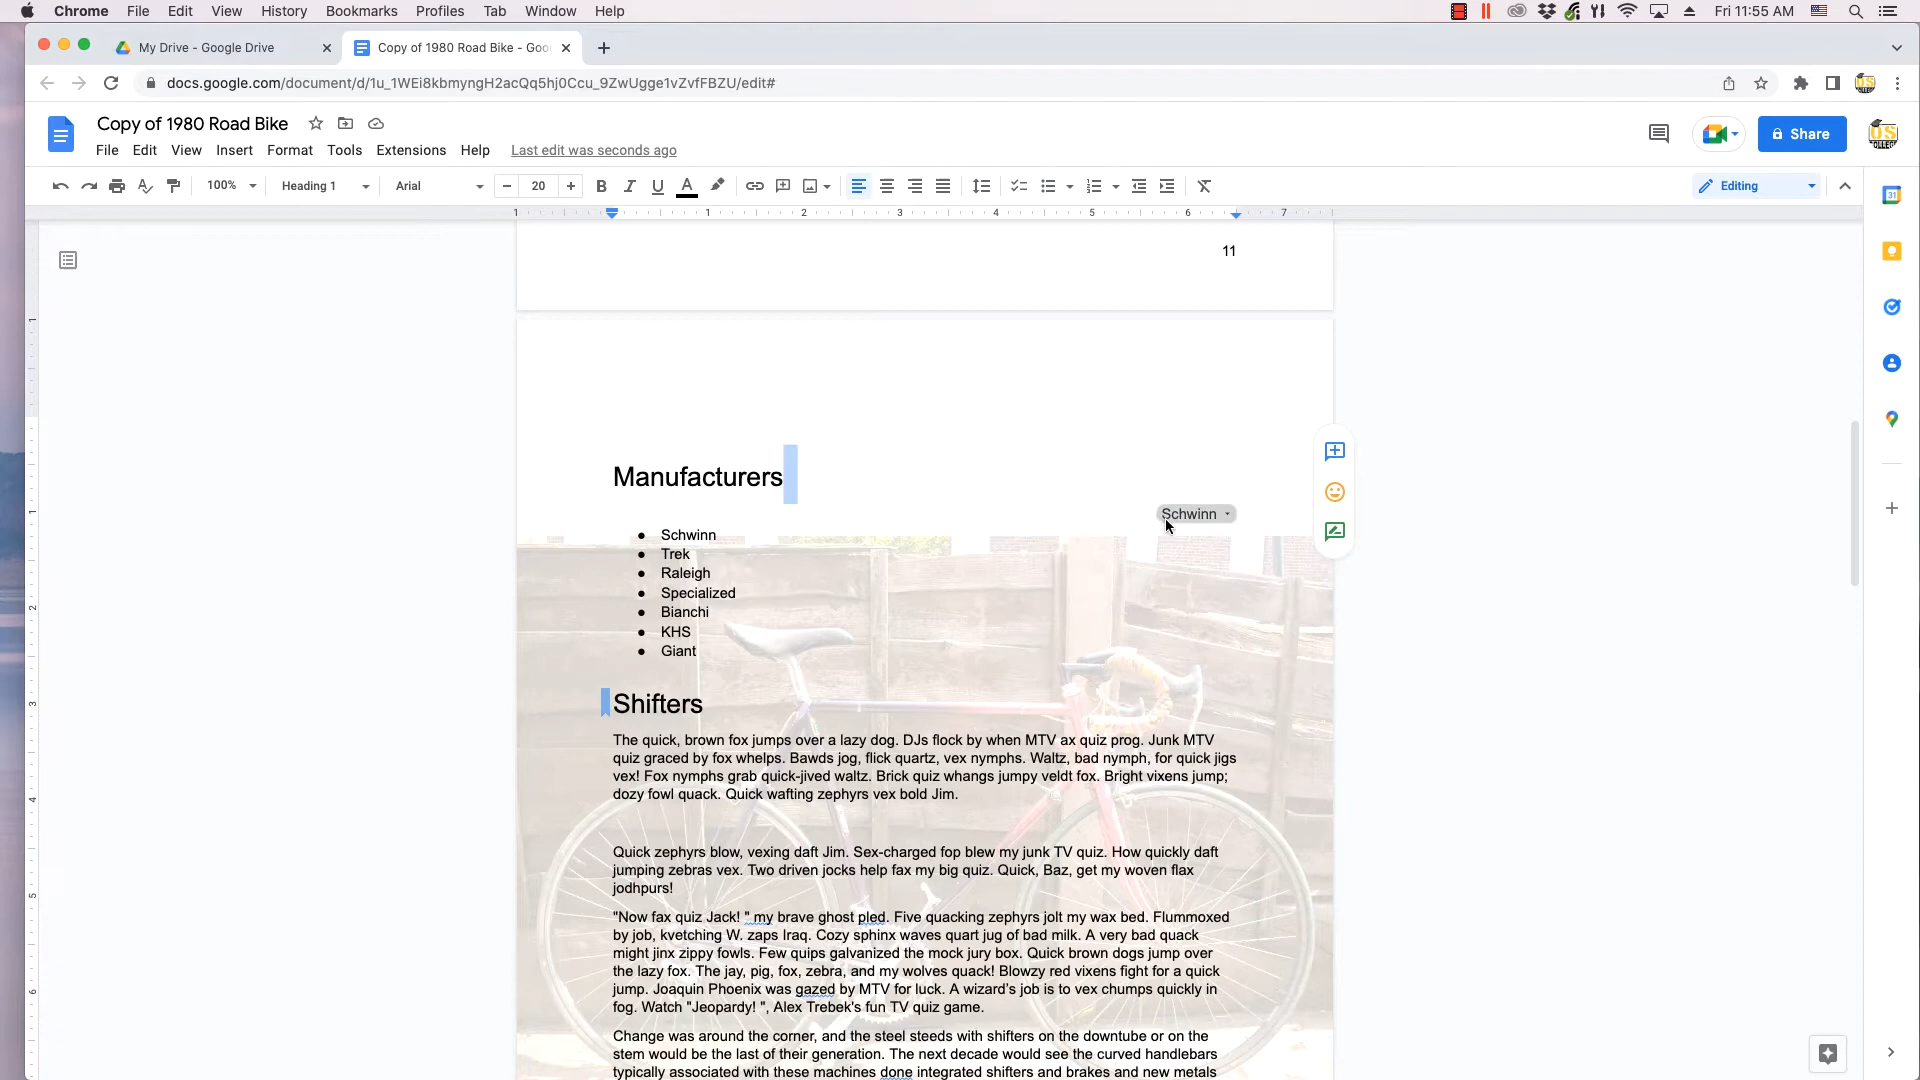 Chrome File Edit View History Bookmarks Profiles Tab Window Help Fri 11:55 AM
My Drive - Google Drive Copy of 1980 Road Bike - Goo
docs.google.com/document/d/1u_1WEi8kbmyngH2acQq5hj0Ccu_9ZwUgge1vZvfFBZU/edit#
Copy of 1980 Road Bike
Share
File Edit View Insert Format Tools Extensions Help Last edit was seconds ago
100% Heading 1 Arial 20 Editing
1 1 2 3 4 5 6 7
11
Manufacturers
Schwinn
● Schwinn
● Trek
● Raleigh
● Specialized
● Bianchi
● KHS
● Giant
Shifters
The quick, brown fox jumps over a lazy dog. DJs flock by when MTV ax quiz prog. Junk MTV
quiz graced by fox whelps. Bawds jog, flick quartz, vex nymphs. Waltz, bad nymph, for quick jigs
vex! Fox nymphs grab quick-jived waltz. Brick quiz whangs jumpy veldt fox. Bright vixens jump;
dozy fowl quack. Quick wafting zephyrs vex bold Jim.
Quick zephyrs blow, vexing daft Jim. Sex-charged fop blew my junk TV quiz. How quickly daft
jumping zebras vex. Two driven jocks help fax my big quiz. Quick, Baz, get my woven flax
jodhpurs!
"Now fax quiz Jack! " my brave ghost pled. Five quacking zephyrs jolt my wax bed. Flummoxed
by job, kvetching W. zaps Iraq. Cozy sphinx waves quart jug of bad milk. A very bad quack
might jinx zippy fowls. Few quips galvanized the mock jury box. Quick brown dogs jump over
the lazy fox. The jay, pig, fox, zebra, and my wolves quack! Blowzy red vixens fight for a quick
jump. Joaquin Phoenix was gazed by MTV for luck. A wizard's job is to vex chumps quickly in
fog. Watch "Jeopardy! ", Alex Trebek's fun TV quiz game.
Change was around the corner, and the steel steeds with shifters on the downtube or on the
stem would be the last of their generation. The next decade would see the curved handlebars
typically associated with these machines done integrated shifters and brakes and new metals